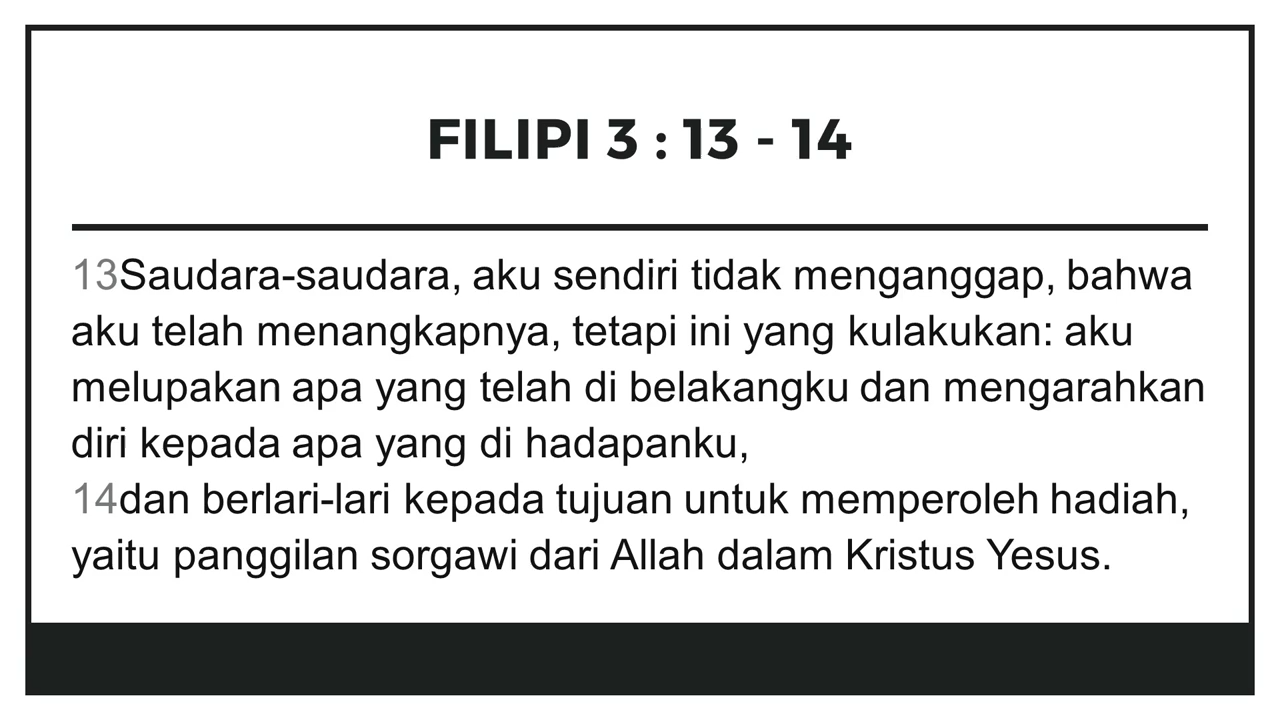 FILIPI 3 : 13 - 14
13Saudara-saudara, aku sendiri tidak menganggap, bahwa
aku telah menangkapnya, tetapi ini yang kulakukan: aku
melupakan apa yang telah di belakangku dan mengarahkan
diri kepada apa yang di hadapanku,
14dan berlari-lari kepada tujuan untuk memperoleh hadiah,
yaitu panggilan sorgawi dari Allah dalam Kristus Yesus.